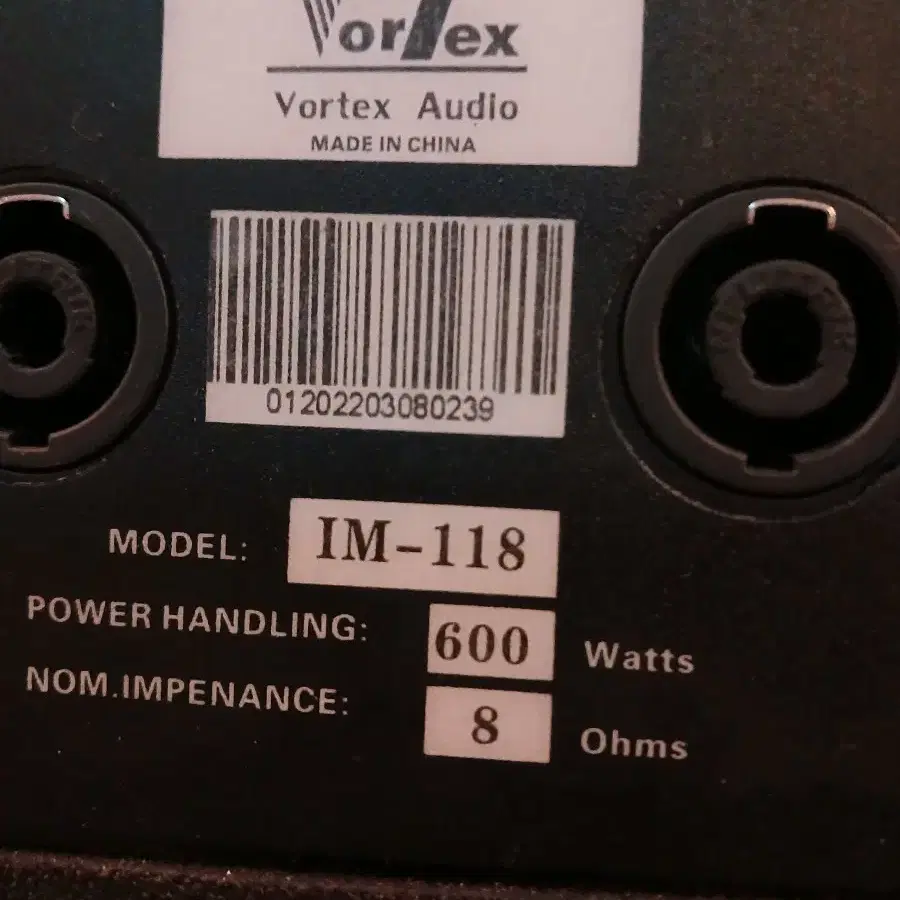 Vortex
Vortex Audio
MADE IN CHINA
01202203080239
MODEL: IM-118
POWER HANDLING: 600 Watts
NOM.IMPENANCE: 8 Ohms